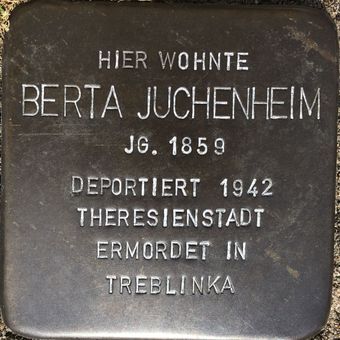 HIER WOHNTE
BERTA JUCHENHEIM
JG. 1859
DEPORTIERT 1942
THERESIENSTADT
ERMORDET IN
TREBLINKA